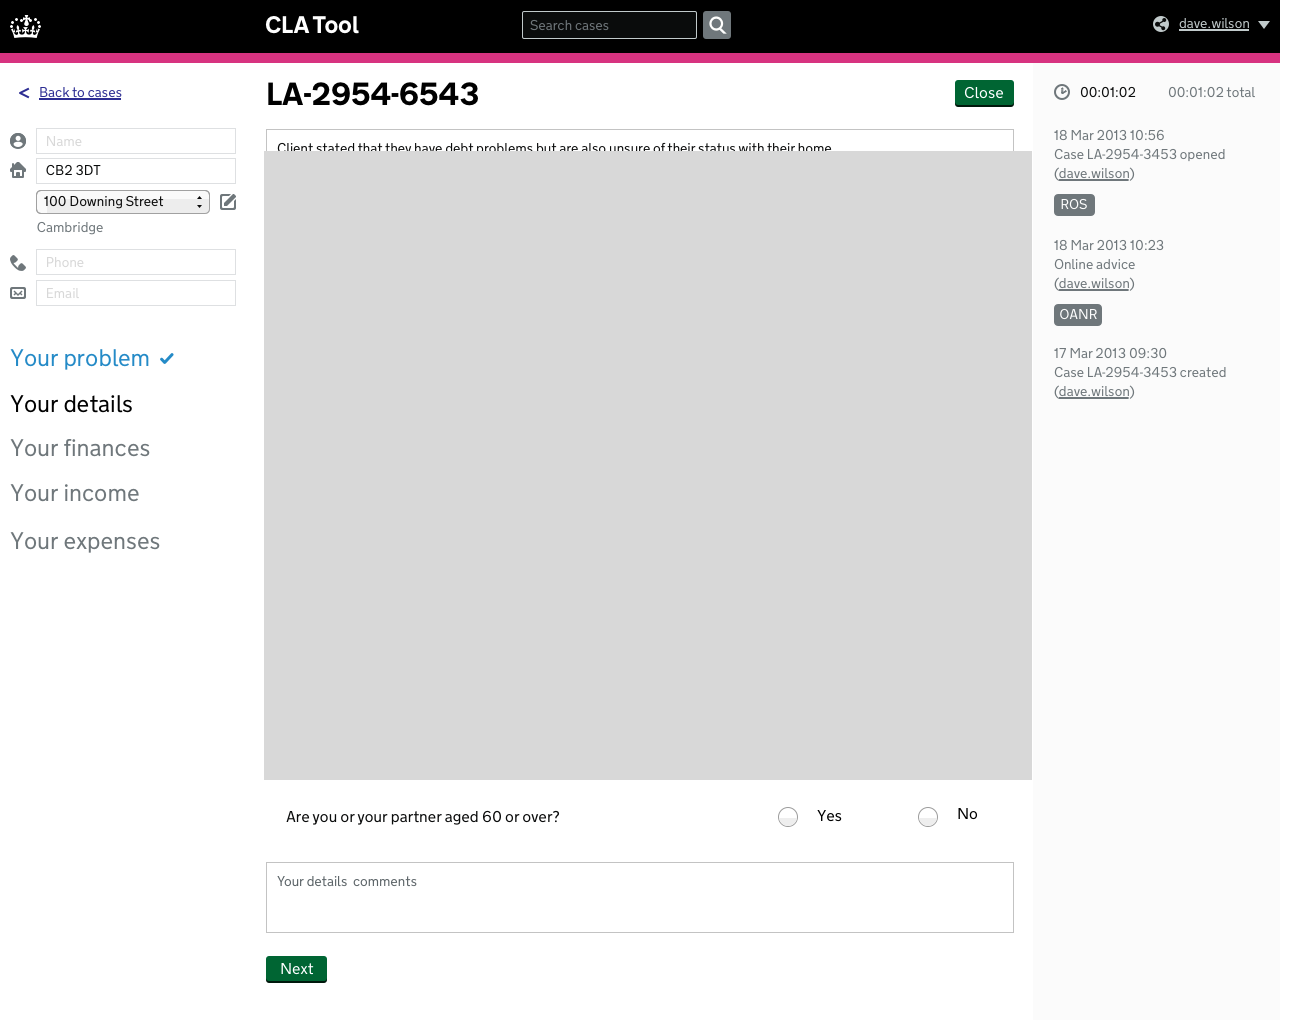 CLA Tool
Search cases
dave.wilson
< Back to cases
LA-2954-6543
Close
00:01:02
00:01:02 total
Name
CB2 3DT
100 Downing Street
Cambridge
Phone
Email
Your problem
Your details
Your finances
Your income
Your expenses
Client stated that they have debt problems but are also unsure of their status with their home
Are you or your partner aged 60 or over?
Yes
No
Your details comments
Next
18 Mar 2013 10:56
Case LA-2954-3453 opened
(dave.wilson)
ROS
18 Mar 2013 10:23
Online advice
(dave.wilson)
OANR
17 Mar 2013 09:30
Case LA-2954-3453 created
(dave.wilson)